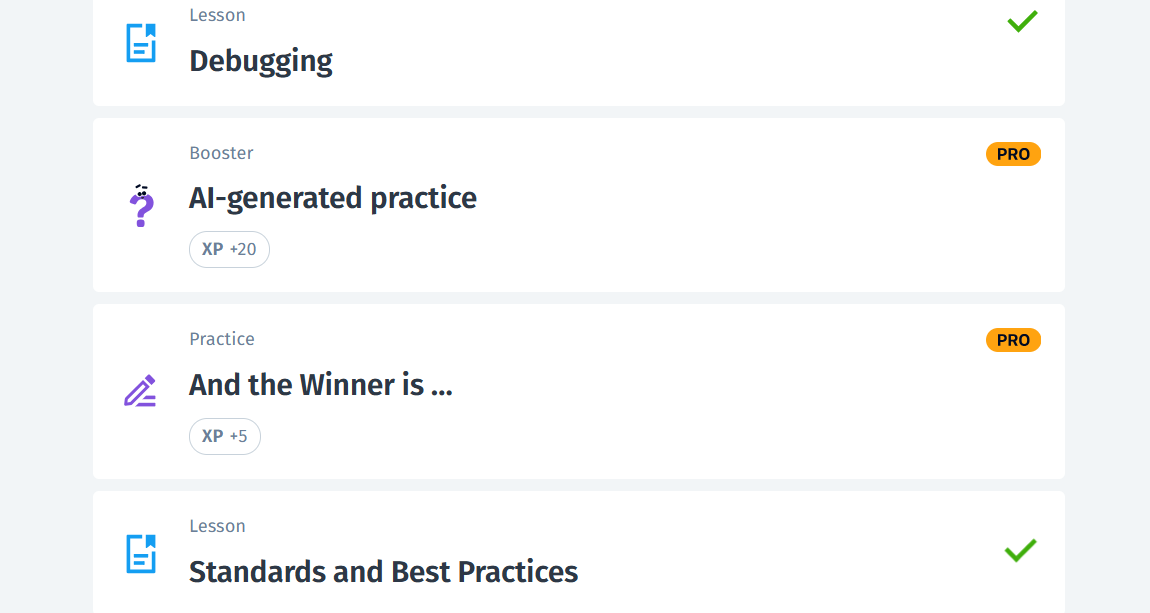 Lesson
Debugging
Booster
PRO
AI-generated practice
XP +20
Practice
PRO
And the Winner is ...
XP +5
Lesson
Standards and Best Practices